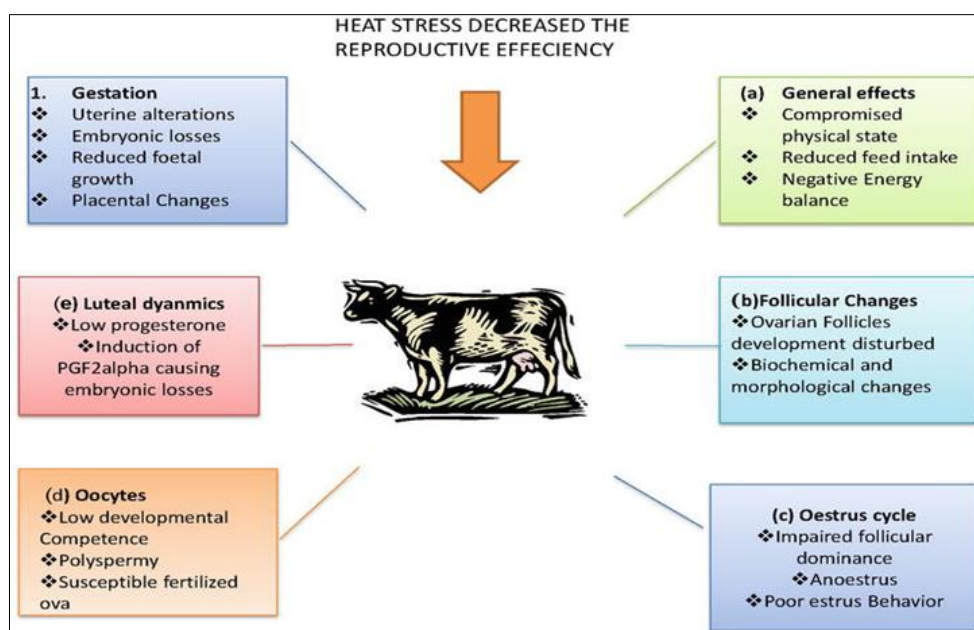 HEAT STRESS DECREASED THE
REPRODUCTIVE EFFECIENCY
1. Gestation
❖ Uterine alterations
❖ Embryonic losses
❖ Reduced foetal
growth
❖ Placental Changes
(a) General effects
❖ Compromised
physical state
❖ Reduced feed intake
❖ Negative Energy
balance
(e) Luteal dyanmics
❖Low progesterone
❖Induction of
PGF2alpha causing
embryonic losses
(b)Follicular Changes
❖Ovarian Follicles
development disturbed
❖Biochemical and
morphological changes
(d) Oocytes
❖Low developmental
Competence
❖Polyspermy
❖Susceptible fertilized
ova
(c) Oestrus cycle
❖Impaired follicular
dominance
❖Anoestrus
❖Poor estrus Behavior